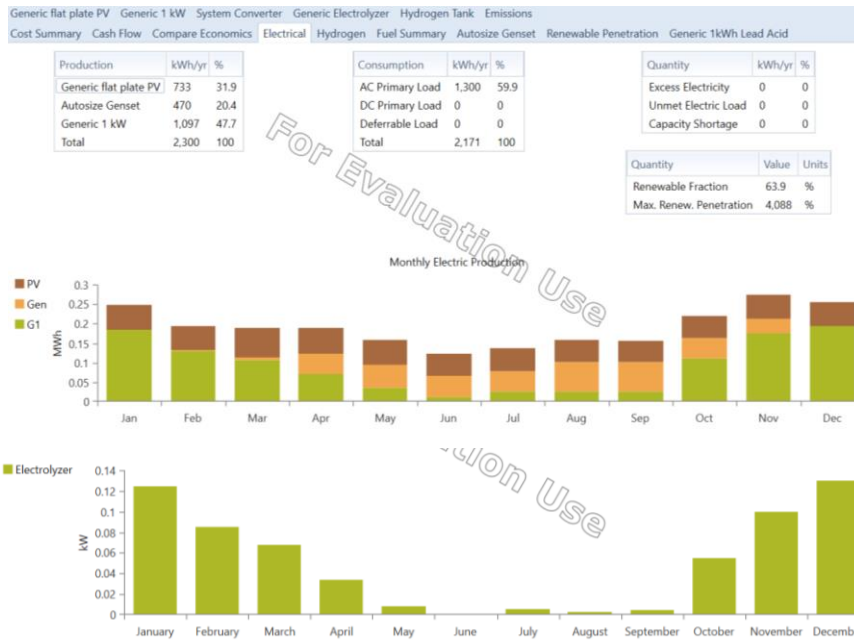 Generic flat plate PV Generic 1 kW System Converter Generic Electrolyzer Hydrogen Tank Emissions
Cost Summary Cash Flow Compare Economics Electrical Hydrogen Fuel Summary Autosize Genset Renewable Penetration Generic 1kWh Lead Acid
Production kWh/yr %
Generic flat plate PV 733 31.9
Autosize Genset 470 20.4
Generic 1 kW 1,097 47.7
Total 2,300 100
Consumption kWh/yr %
AC Primary Load 1,300 59.9
DC Primary Load 0 0
Deferrable Load 0 0
Total 2,171 100
Quantity kWh/yr %
Excess Electricity 0 0
Unmet Electric Load 0 0
Capacity Shortage 0 0
Quantity Value Units
Renewable Fraction 63.9 %
Max. Renew. Penetration 4,088 %
For Evaluation Use
Monthly Electric Production
PV
Gen
G1
MWh
0.3
0.25
0.2
0.15
0.1
0.05
0
Jan Feb Mar Apr May Jun Jul Aug Sep Oct Nov Dec
ution Use
Electrolyzer
kW
0.14
0.12
0.1
0.08
0.06
0.04
0.02
0
January February March April May June July August September October November Decemb